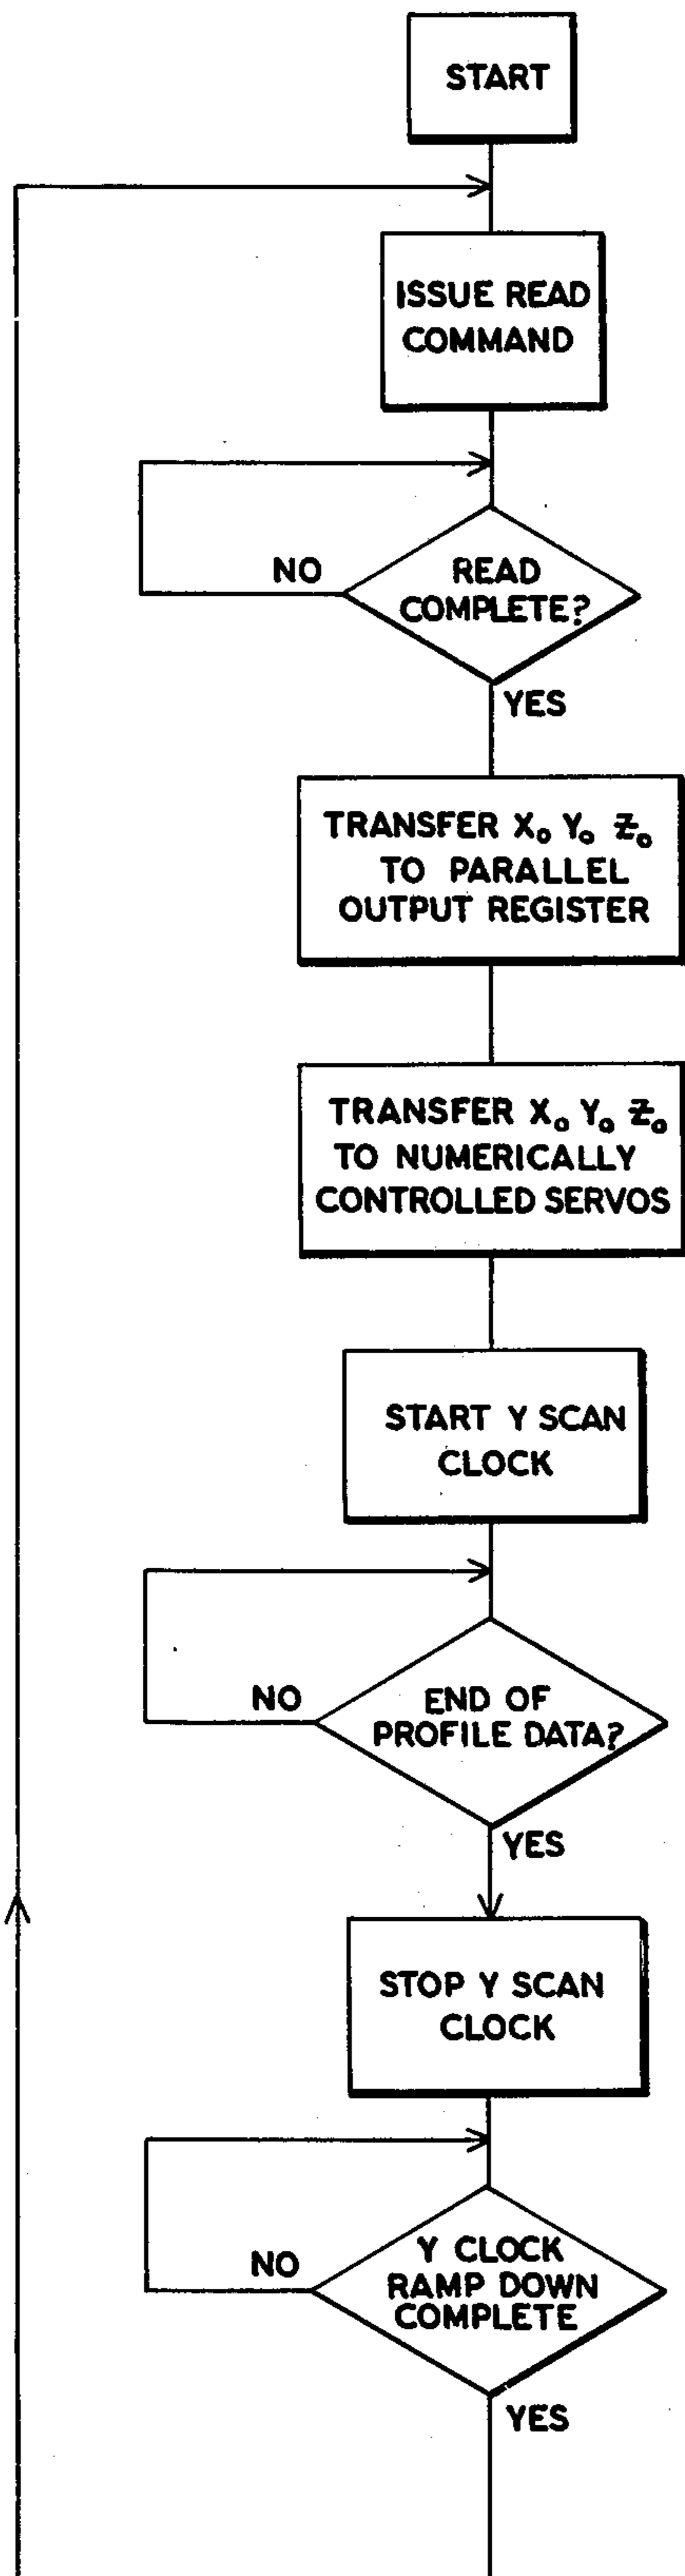 START
ISSUE READ
COMMAND
NO
READ
COMPLETE?
YES
TRANSFER X₀ Y₀ Z₀
TO PARALLEL
OUTPUT REGISTER
TRANSFER X₀ Y₀ Z₀
TO NUMERICALLY
CONTROLLED SERVOS
START Y SCAN
CLOCK
NO
END OF
PROFILE DATA?
YES
STOP Y SCAN
CLOCK
NO
Y CLOCK
RAMP DOWN
COMPLETE
YES